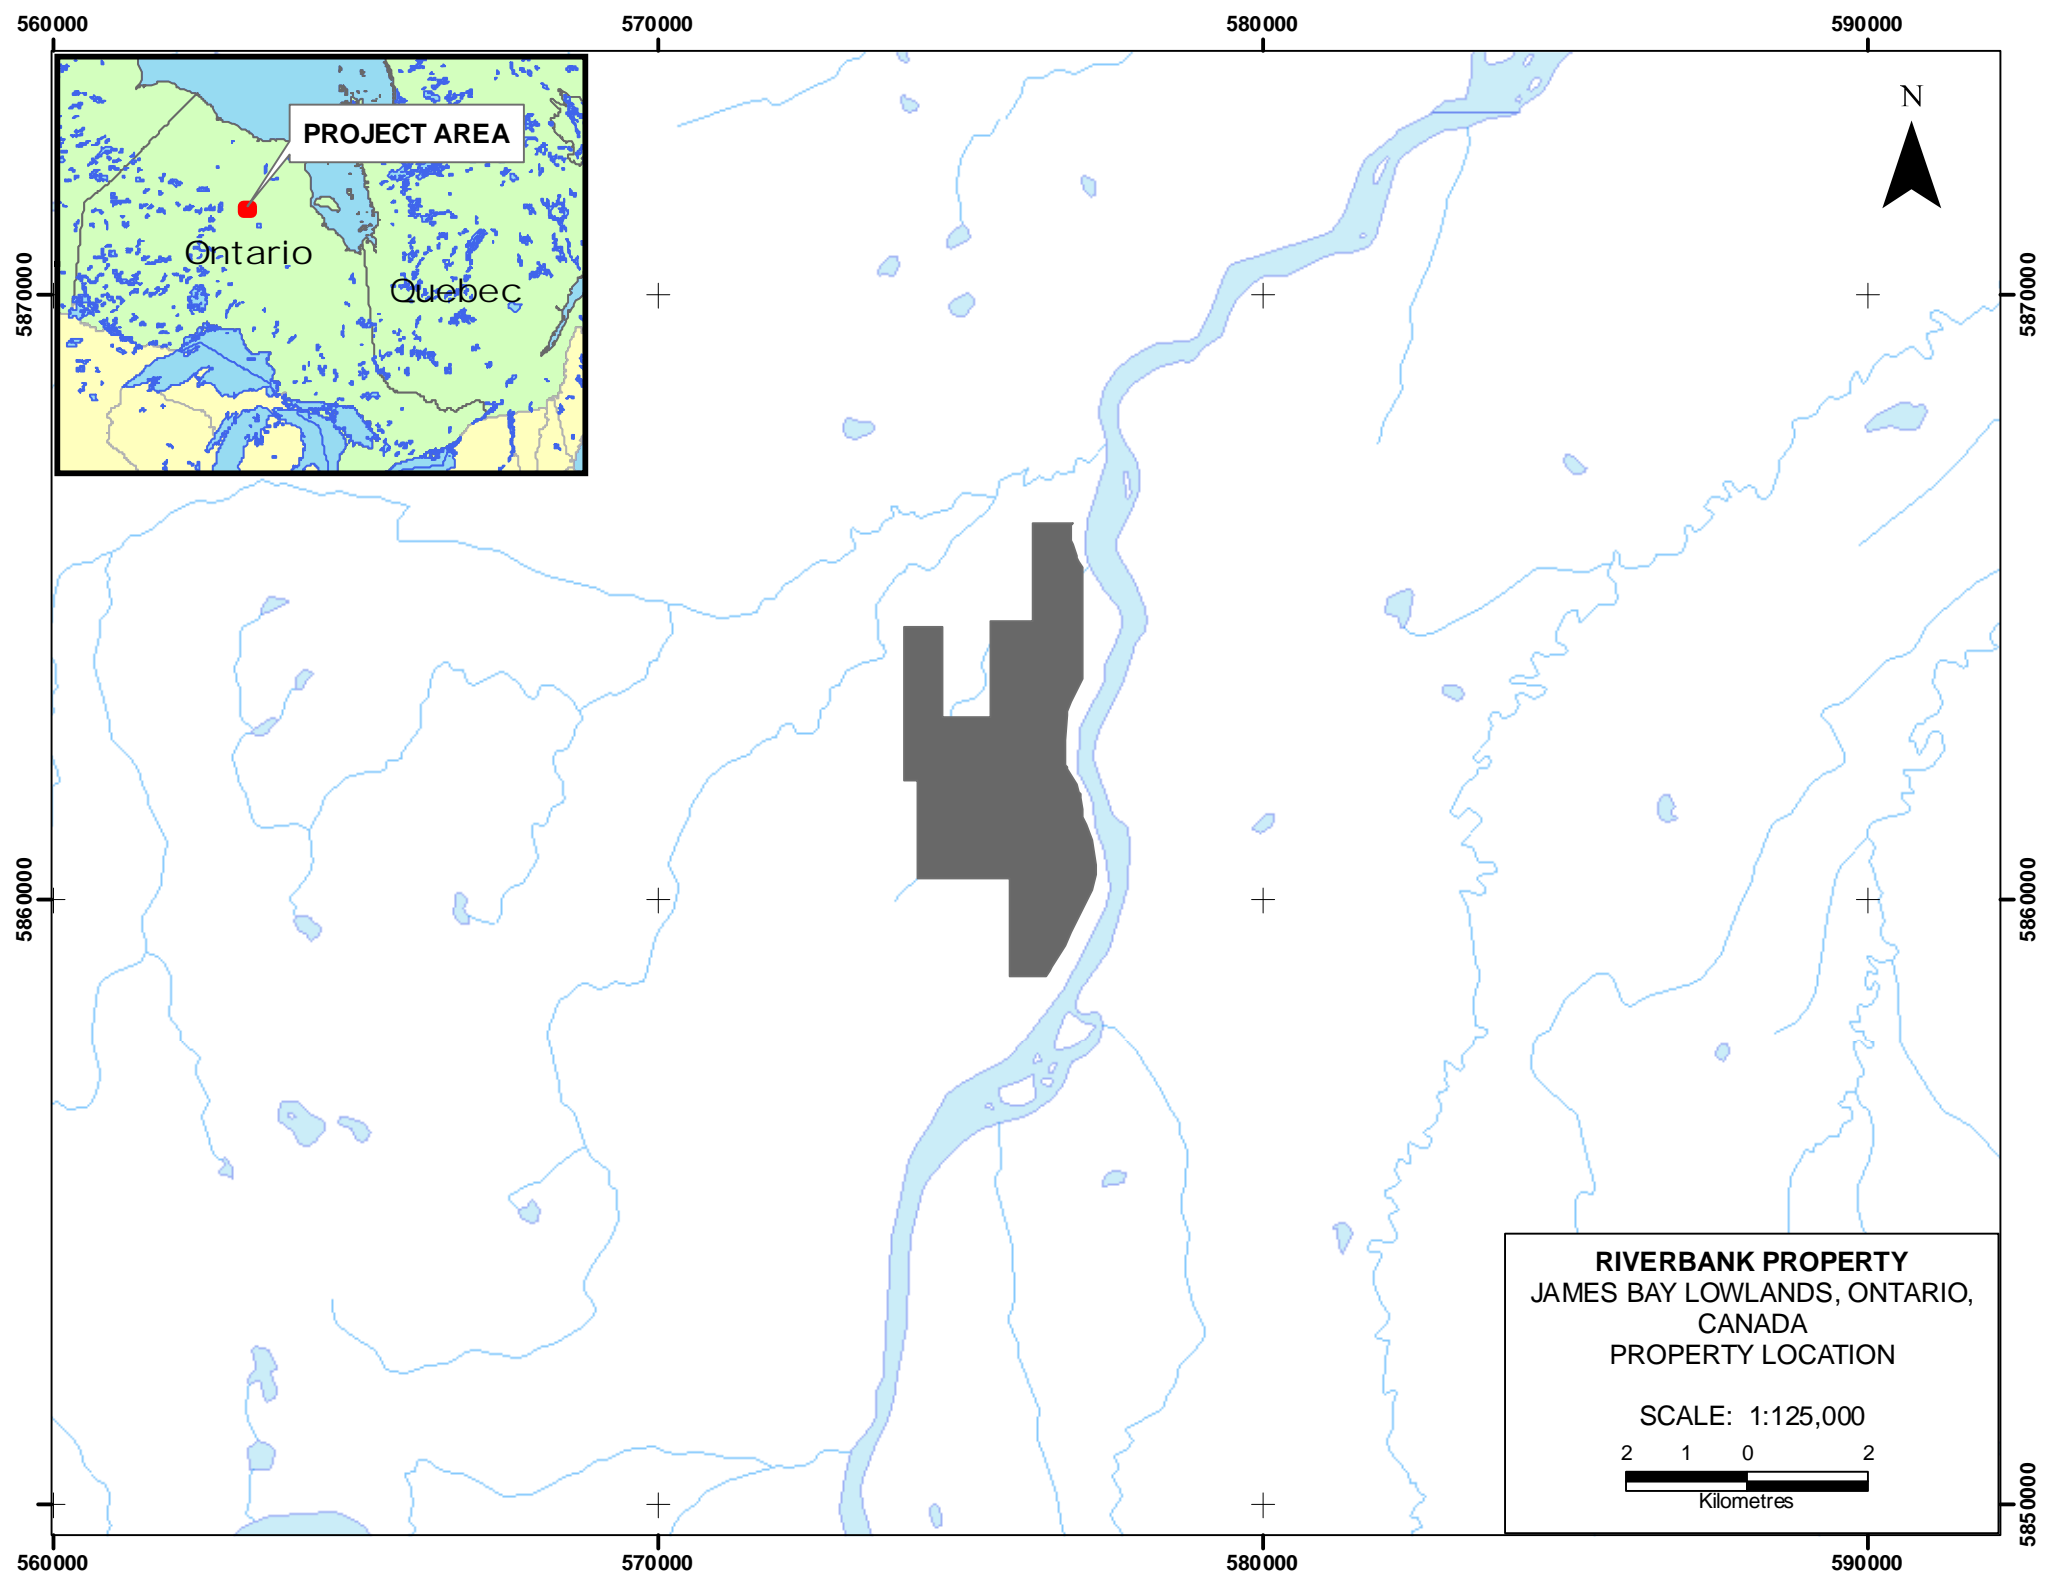 560000
570000
580000
590000
N
PROJECT AREA
Ontario
Quebec
5870000
5870000
5860000
5860000
RIVERBANK PROPERTY
JAMES BAY LOWLANDS, ONTARIO,
CANADA
PROPERTY LOCATION
SCALE: 1:125,000
2 1 0 2
Kilometres
5850000
560000
570000
580000
590000